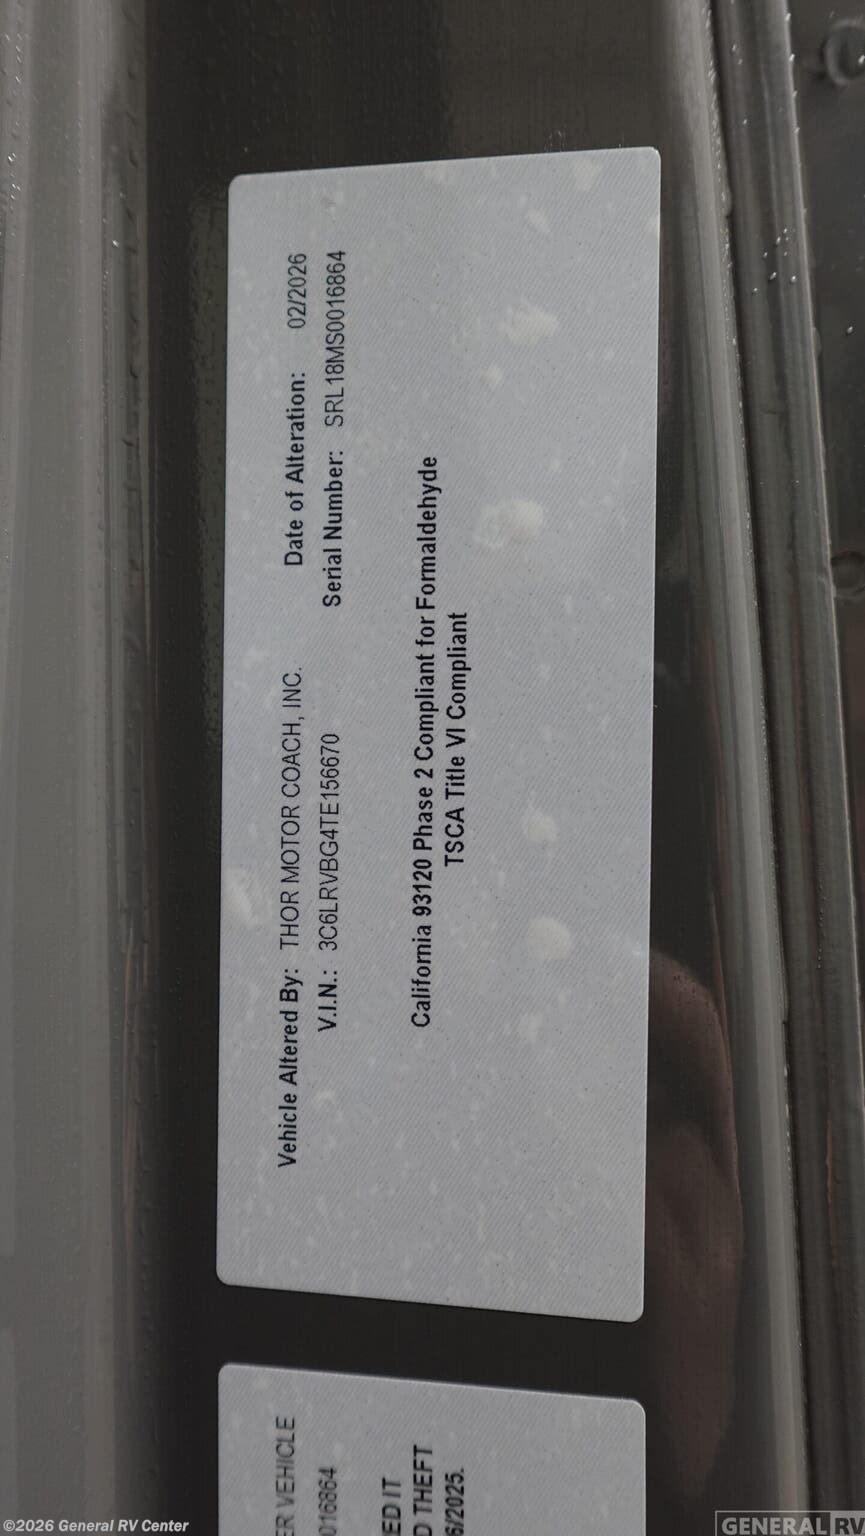 Vehicle Altered By: THOR MOTOR COACH, INC. Date of Alteration: 02/2026
V.I.N.: 3C6LRVBG4TE156670 Serial Number: SRL18MS0016864
California 93120 Phase 2 Compliant for Formaldehyde
TSCA Title VI Compliant
ER VEHICLE
0016864
ED IT
D THEFT
6/2025.
©2026 General RV Center
GENERAL RV